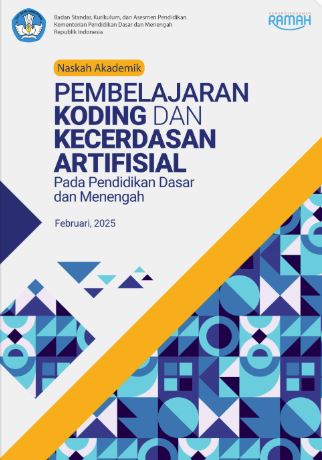 Badan Standar, Kurikulum, dan Asesmen Pendidikan
Kementerian Pendidikan Dasar dan Menengah
Republik Indonesia
RAMAH
Naskah Akademik
PEMBELAJARAN
KODING DAN
KECERDASAN
ARTIFISIAL
Pada Pendidikan Dasar
dan Menengah
Februari, 2025